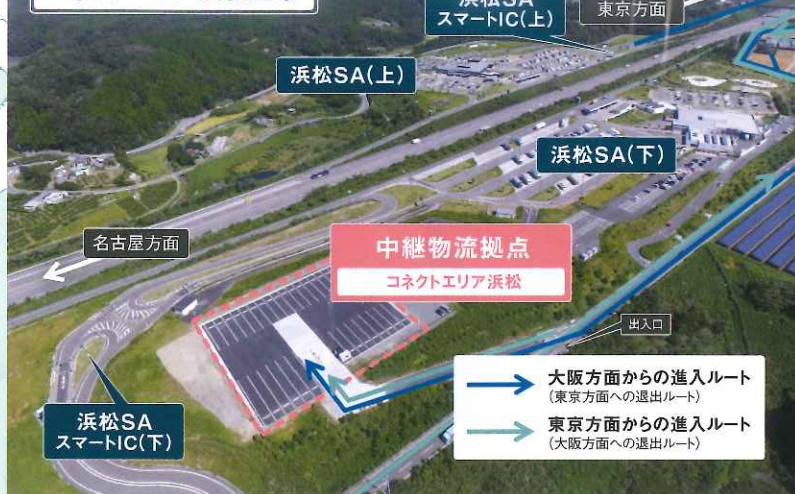 浜松SA
スマートIC(上)
東京方面
浜松SA(上)
浜松SA(下)
名古屋方面
中継物流拠点
コネクトエリア浜松
出入口
浜松SA
スマートIC(下)
大阪方面からの進入ルート
(東京方面への退出ルート)
東京方面からの進入ルート
(大阪方面への退出ルート)